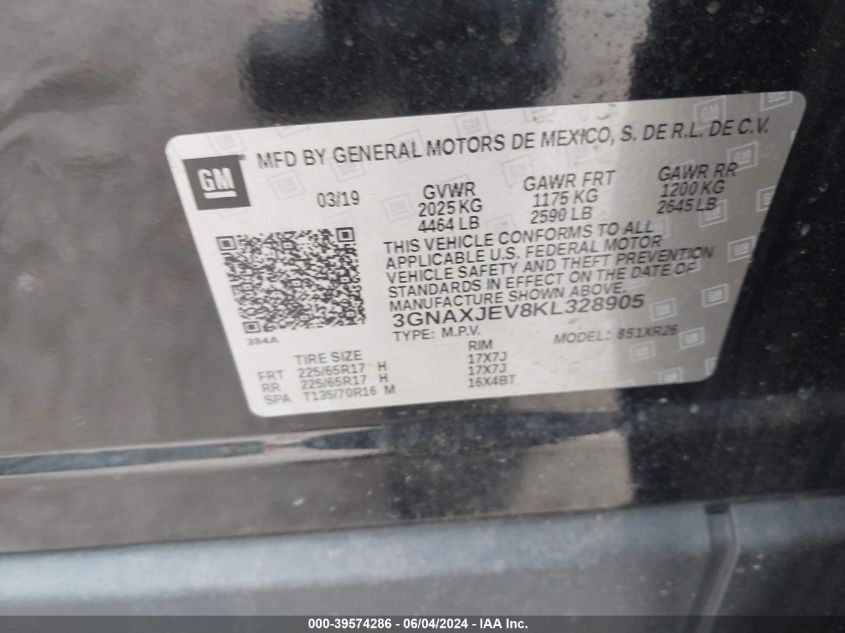 GM MFD BY GENERAL MOTORS DE MEXICO, S. DE R.L. DE C.V.
03/19 GVWR GAWR FRT GAWR RR
2025 KG 1175 KG 1200 KG
4464 LB 2590 LB 2645 LB
THIS VEHICLE CONFORMS TO ALL
APPLICABLE U.S. FEDERAL MOTOR
VEHICLE SAFETY AND THEFT PREVENTION
STANDARDS IN EFFECT ON THE DATE OF
MANUFACTURE SHOWN ABOVE.
384A
3GNAXJEV8KL328905
TYPE: M.P.V. MODEL: 851XR26
TIRE SIZE RIM
FRT 225/65R17 H 17X7J
RR 225/65R17 H 17X7J
SPA T135/70R16 M 16X4BT
000-39574286 - 06/04/2024 - IAAI Inc.